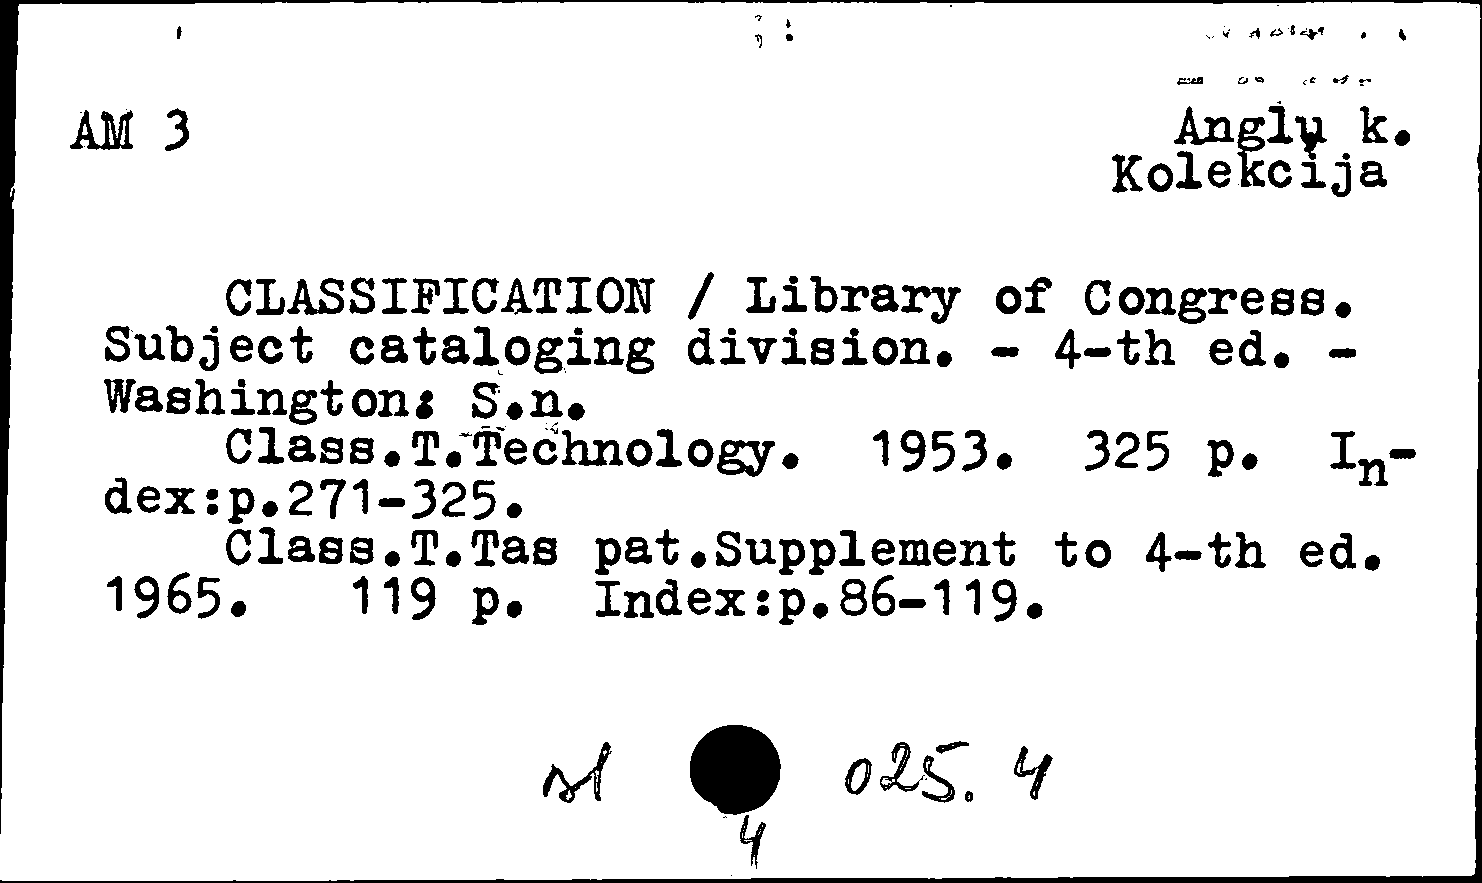 AM 3
Anglų k.
Kolekcija
CLASSIFICATION / Library of Congress.
Subject cataloging division. - 4-th ed. -
Washington: S.n.
Class.T.Technology. 1953. 325 p. In-
dex:p.271-325.
Class.T.Tas pat.Supplement to 4-th ed.
1965. 119 p. Index:p.86-119.
sl 025.4
4